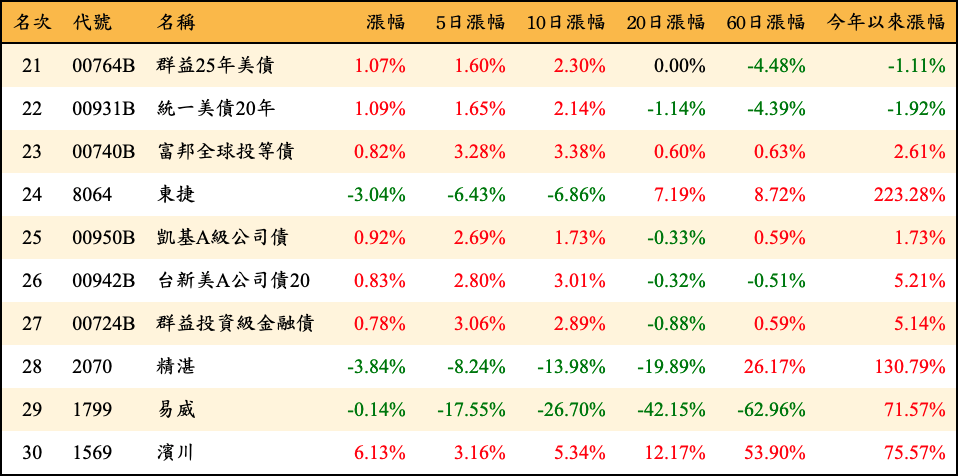 名次 代號 名稱 漲幅 5日漲幅 10日漲幅 20日漲幅 60日漲幅 今年以來漲幅
21 00764B 群益25年美債 1.07% 1.60% 2.30% 0.00% -4.48% -1.11%
22 00931B 統一美債20年 1.09% 1.65% 2.14% -1.14% -4.39% -1.92%
23 00740B 富邦全球投等債 0.82% 3.28% 3.38% 0.60% 0.63% 2.61%
24 8064 東捷 -3.04% -6.43% -6.86% 7.19% 8.72% 223.28%
25 00950B 凱基A級公司債 0.92% 2.69% 1.73% -0.33% 0.59% 1.73%
26 00942B 台新美A公司債20 0.83% 2.80% 3.01% -0.32% -0.51% 5.21%
27 00724B 群益投資級金融債 0.78% 3.06% 2.89% -0.88% 0.59% 5.14%
28 2070 精湛 -3.84% -8.24% -13.98% -19.89% 26.17% 130.79%
29 1799 易威 -0.14% -17.55% -26.70% -42.15% -62.96% 71.57%
30 1569 濱川 6.13% 3.16% 5.34% 12.17% 53.90% 75.57%